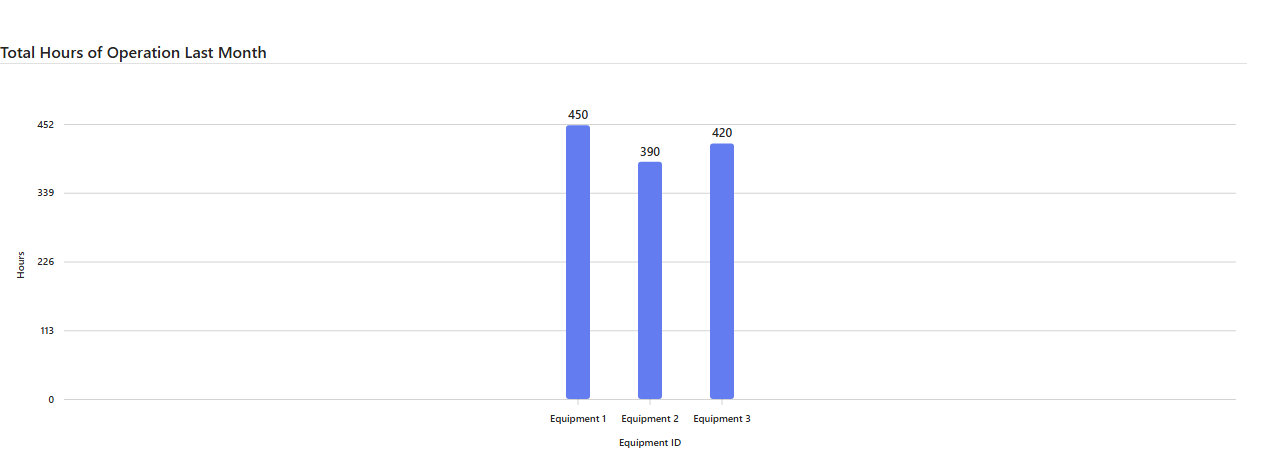 Total Hours of Operation Last Month
450
452
420
390
339
Hours
226
113
0
Equipment 1 Equipment 2 Equipment 3
Equipment ID